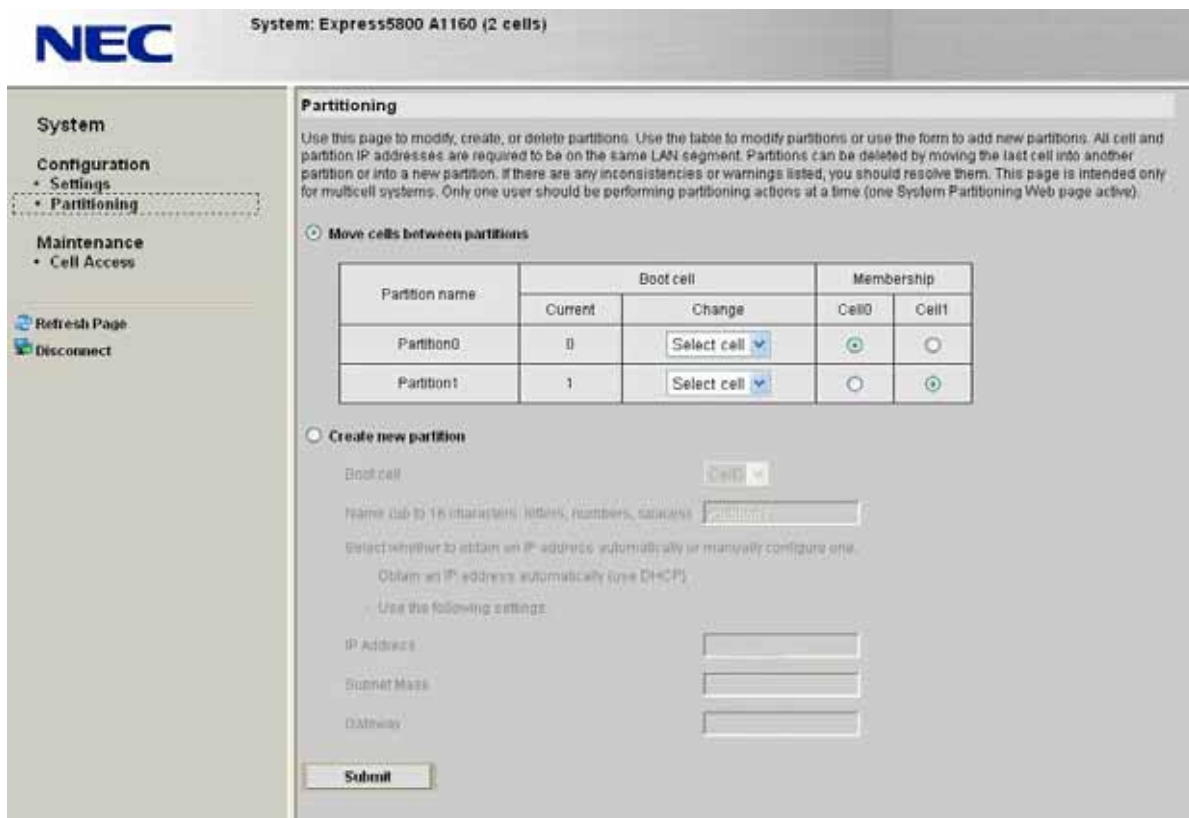 NEC
System: Express5800 A1160 (2 cells)
System
Configuration
• Settings
• Partitioning
Maintenance
• Cell Access
Refresh Page
Disconnect
Partitioning
Use this page to modify, create, or delete partitions. Use the table to modify partitions or use the form to add new partitions. All cell and
partition IP addresses are required to be on the same LAN segment. Partitions can be deleted by moving the last cell into another
partition or into a new partition. If there are any inconsistencies or warnings listed, you should resolve them. This page is intended only
for multicell systems. Only one user should be performing partitioning actions at a time (one System Partitioning Web page active).
Move cells between partitions
Partition name Boot cell Membership
Current Change Cell0 Cell1
Partition0 0 Select cell
Partition1 1 Select cell
Create new partition
Boot cell Cell0
Name (up to 16 characters: letters, numbers, spaces)
Select whether to obtain an IP address automatically or manually configure one.
Obtain an IP address automatically (use DHCP)
Use the following settings
IP Address
Subnet Mask
Gateway
Submit